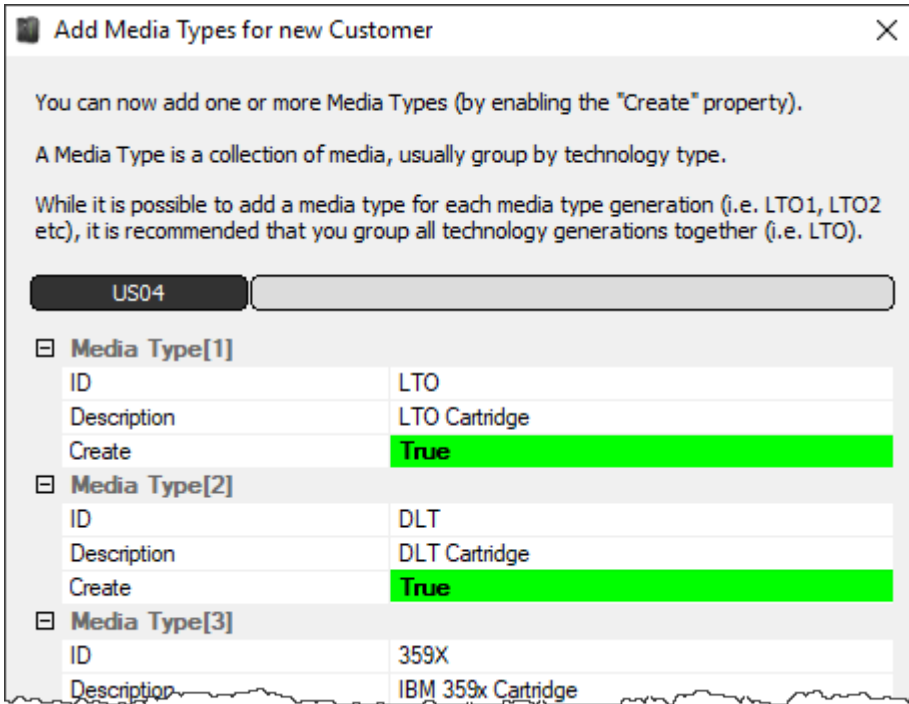 Add Media Types for new Customer
You can now add one or more Media Types (by enabling the "Create" property).
A Media Type is a collection of media, usually group by technology type.
While it is possible to add a media type for each media type generation (i.e. LTO1, LTO2
etc), it is recommended that you group all technology generations together (i.e. LTO).
US04
Media Type[1]
ID LTO
Description LTO Cartridge
Create True
Media Type[2]
ID DLT
Description DLT Cartridge
Create True
Media Type[3]
ID 359X
Description IBM 359x Cartridge